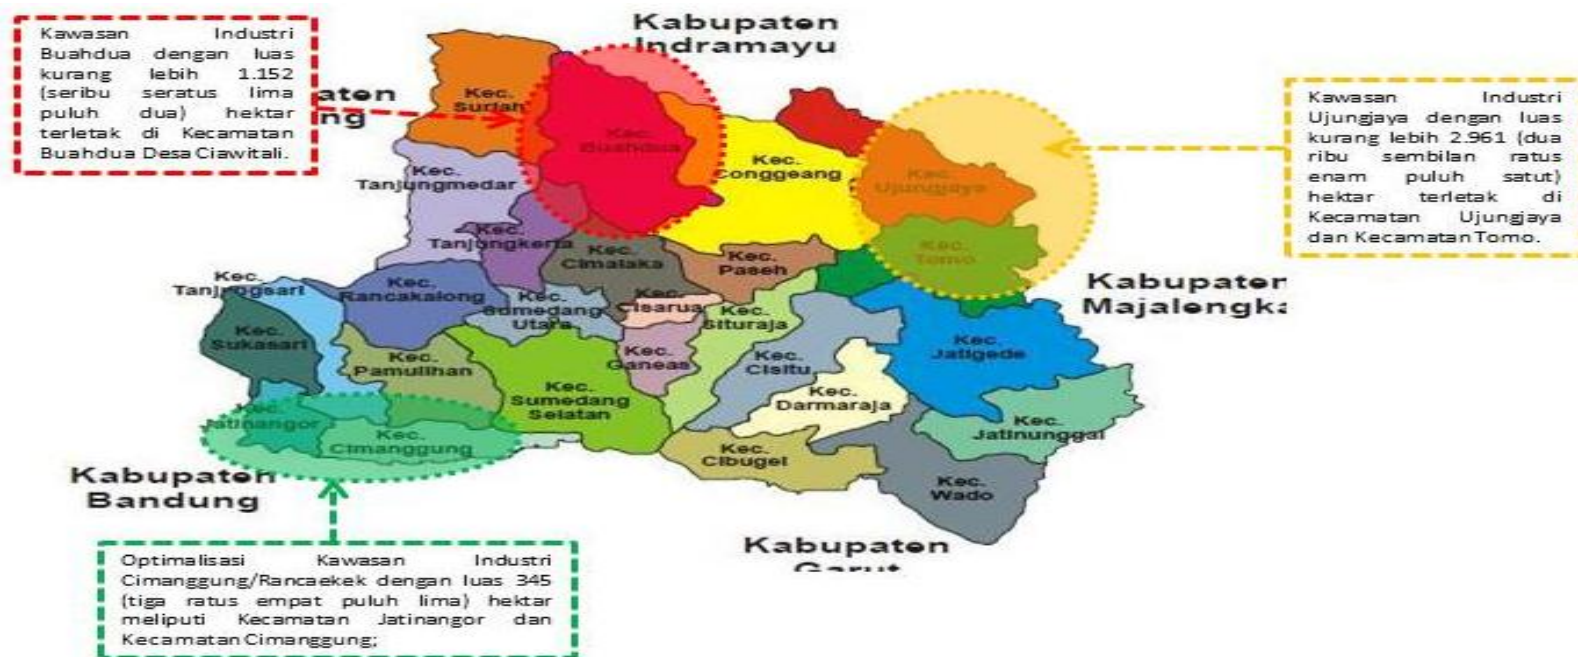 Kawasan Industri
Buahdua dengan luas
kurang lebih 1.152
(seribu seratus lima
puluh dua) hektar
terletak di Kecamatan
Buahdua Desa Ciawitali.
Kabupaten
Indramayu
Kawasan Industri
Ujungjaya dengan luas
kurang lebih 2.961 (dua
ribu sembilan ratus
enam puluh satut)
hektar terletak di
Kecamatan Ujungjaya
dan Kecamatan Tomo.
Kec.
Surian
Kec.
Buahdua
Kec.
Tanjungmedar
Kec.
Conggeang
Kec.
Ujungjaya
Kec.
Tanjungkerta
Kec.
Cimalaka
Kec.
Paseh
Kec.
Tomo
Kec.
Tanjungsari
Kec.
Rancakalong
Kec.
Sumedang
Utara
Kec.
Cisarua
Kec.
Situraja
Kabupaten
Majalengka
Kec.
Sukasari
Kec.
Pamulihan
Kec.
Ganeas
Kec.
Cisitu
Kec.
Jatigede
Kec.
Sumedang
Selatan
Kec.
Darmaraja
Kec.
Jatinangor
Kec.
Cimanggung
Kec.
Jatinunggal
Kec.
Cibugel
Kec.
Wado
Kabupaten
Bandung
Kabupaten
Garut
Optimalisasi Kawasan Industri
Cimanggung/Rancaekek dengan luas 345
(tiga ratus empat puluh lima) hektar
meliputi Kecamatan Jatinangor dan
Kecamatan Cimanggung;